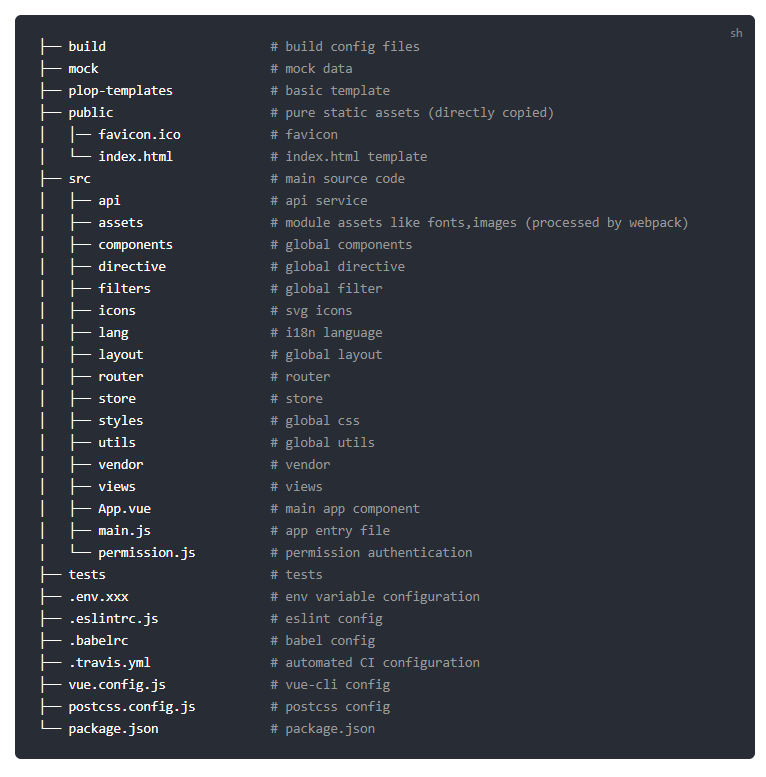 sh
├── build                      # build config files
├── mock                       # mock data
├── plop-templates             # basic template
├── public                     # pure static assets (directly copied)
│   │── favicon.ico            # favicon
│   └── index.html             # index.html template
├── src                        # main source code
│   ├── api                    # api service
│   ├── assets                 # module assets like fonts,images (processed by webpack)
│   ├── components             # global components
│   ├── directive              # global directive
│   ├── filters                # global filter
│   ├── icons                  # svg icons
│   ├── lang                   # i18n language
│   ├── layout                 # global layout
│   ├── router                 # router
│   ├── store                  # store
│   ├── styles                 # global css
│   ├── utils                  # global utils
│   ├── vendor                 # vendor
│   ├── views                  # views
│   ├── App.vue                # main app component
│   ├── main.js                # app entry file
│   └── permission.js          # permission authentication
├── tests                      # tests
├── .env.xxx                   # env variable configuration
├── .eslintrc.js               # eslint config
├── .babelrc                   # babel config
├── .travis.yml                # automated CI configuration
├── vue.config.js              # vue-cli config
├── postcss.config.js          # postcss config
└── package.json               # package.json